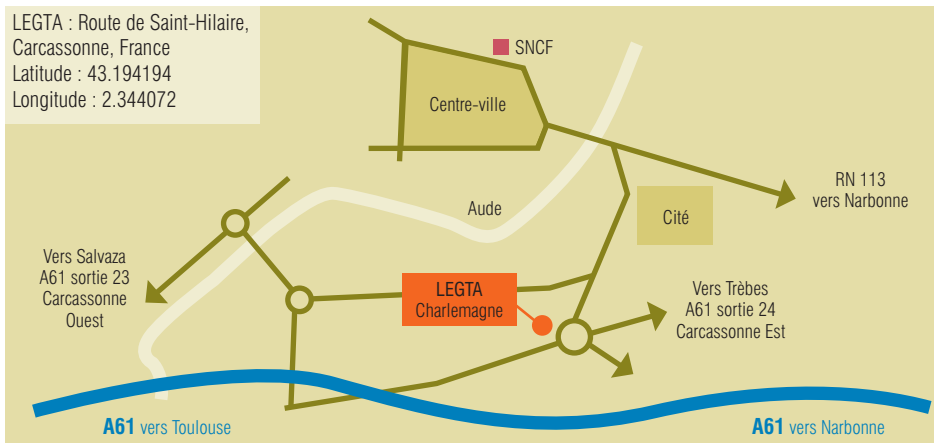 LEGTA : Route de Saint-Hilaire,
Carcassonne, France
Latitude : 43.194194
Longitude : 2.344072
SNCF
Centre-ville
RN 113
vers Narbonne
Aude
Cité
Vers Salvaza
A61 sortie 23
Carcassonne
Ouest
LEGTA
Charlemagne
Vers Trèbes
A61 sortie 24
Carcassonne Est
A61 vers Toulouse
A61 vers Narbonne